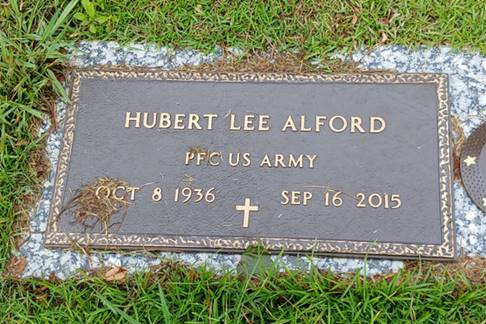 HUBERT LEE ALFORD
PFC US ARMY
OCT 8 1936 SEP 16 2015